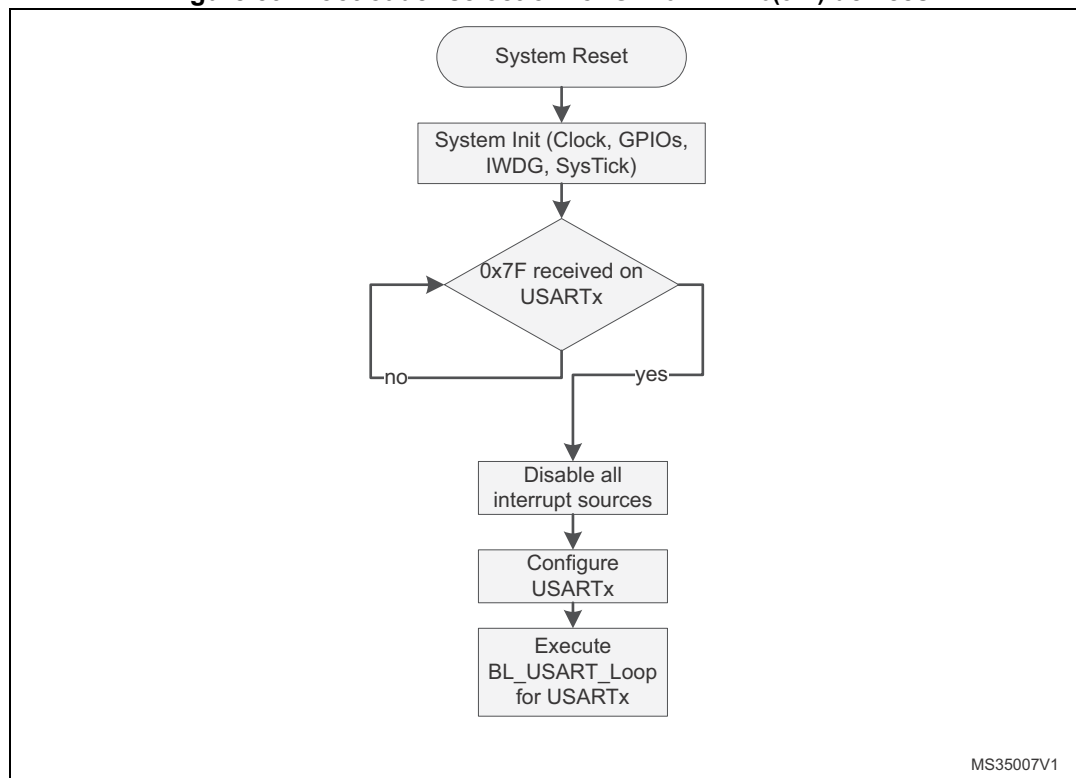 System Reset
System Init (Clock, GPIOs,
IWDG, SysTick)
0x7F received on
USARTx
no
yes
Disable all
interrupt sources
Configure
USARTx
Execute
BL_USART_Loop
for USARTx
MS35007V1